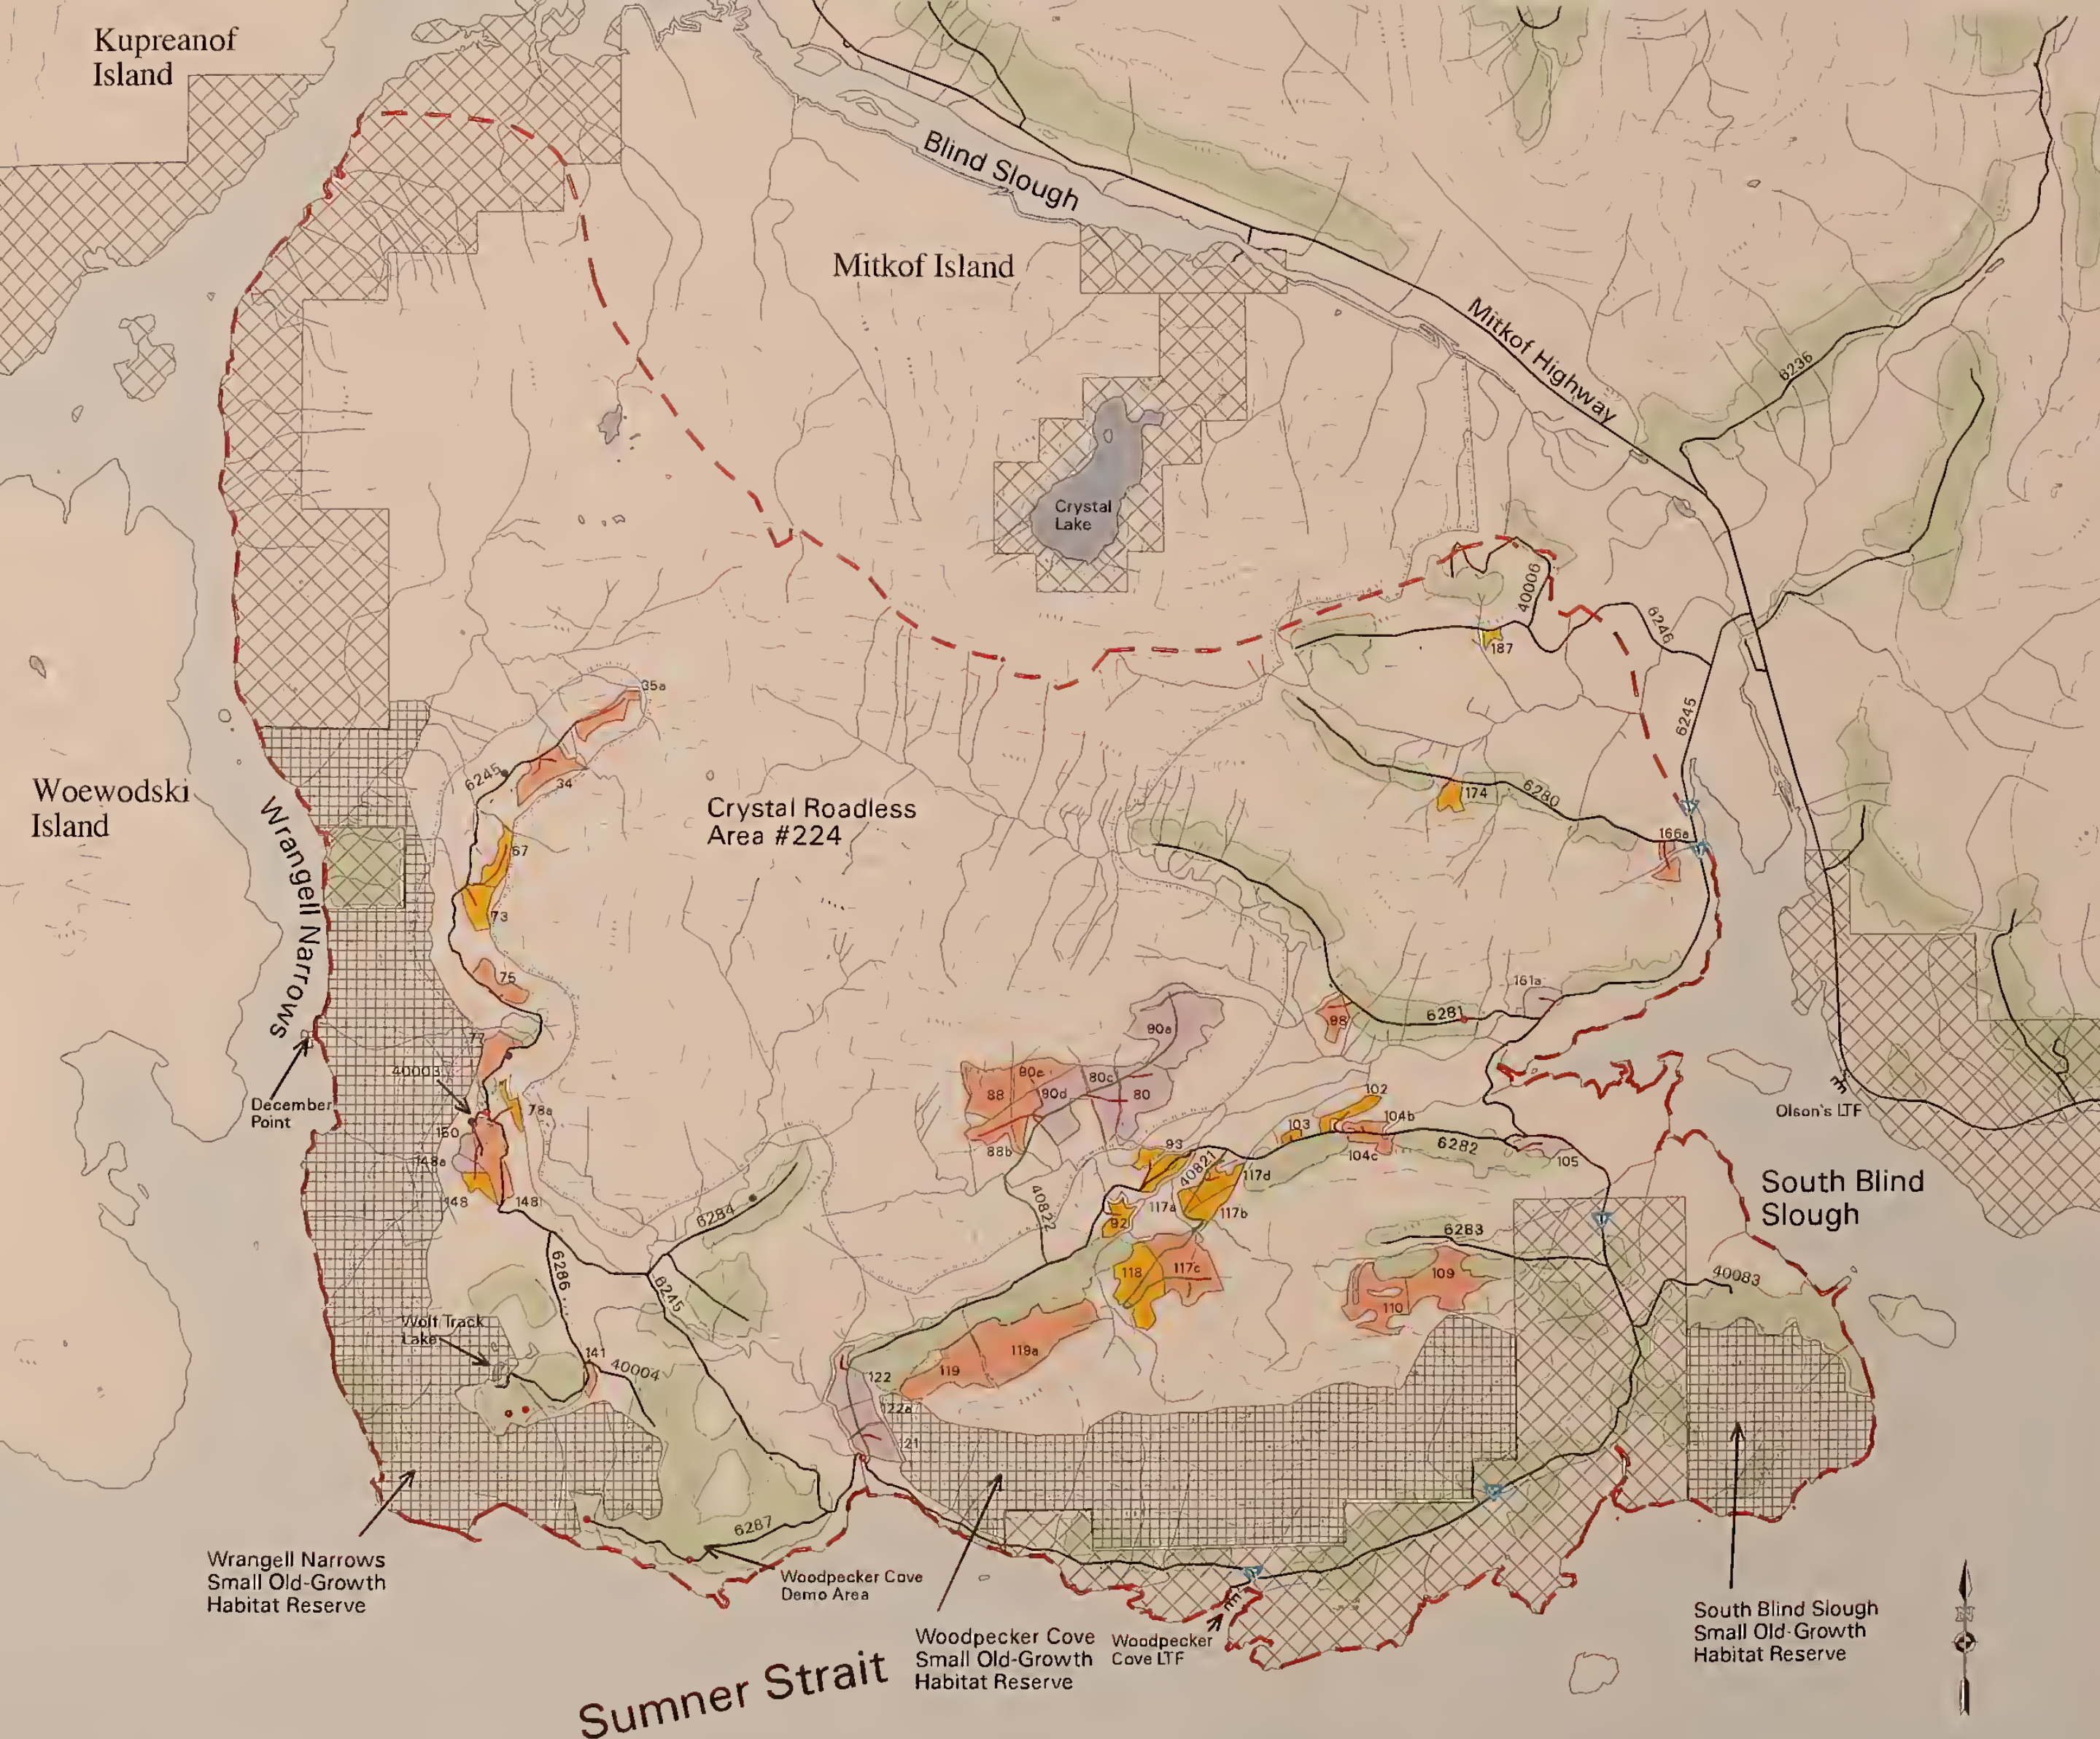 Kupreanof
Island
Blind Slough
Mitkof Island
Mitkof Highway
6236
Crystal
Lake
40006
6246
187
6245
35a
6245
34
Woewodski
Island
Crystal Roadless
Area #224
174
6280
166a
67
Wrangell Narrows
73
75
161a
6281
98
90a
77
40003
90e
90c
88
90d
80
102
78a
December
Point
104b
Olson's LTF
103
150
93
6282
88b
104c
105
148a
40821
117d
South Blind
Slough
148
148
40822
117a
117b
6284
92
6283
117c
118
109
40083
6286
6245
110
Wolf Track
Lake
141
119a
40004
119
122
122a
121
6287
Wrangell Narrows
Small Old-Growth
Habitat Reserve
Woodpecker Cove
Demo Area
Woodpecker Cove
Small Old-Growth
Habitat Reserve
Woodpecker
Cove LTF
South Blind Slough
Small Old-Growth
Habitat Reserve
Sumner Strait
N